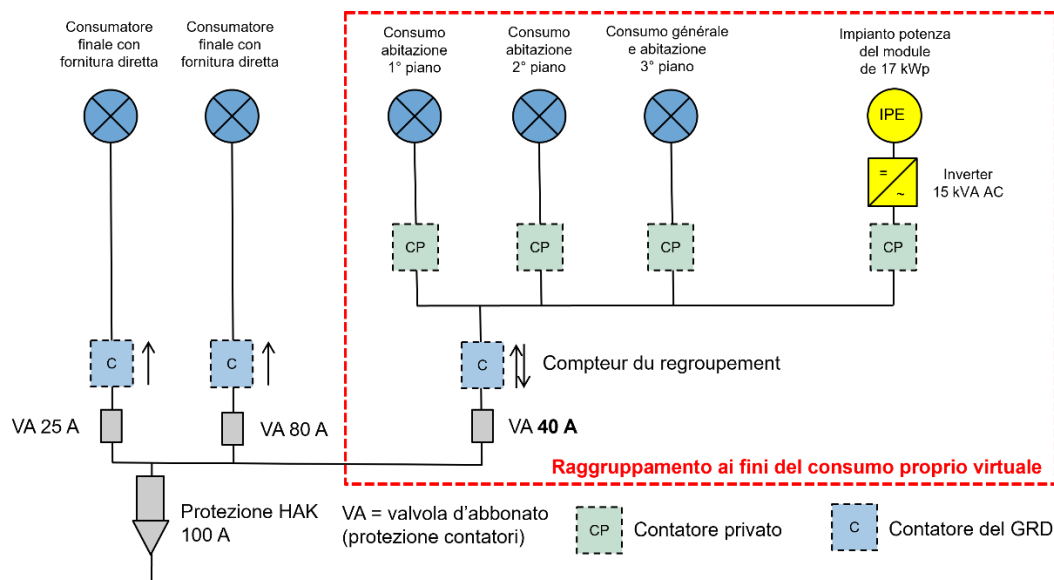 Consumatore
finale con
fornitura diretta
Consumatore
finale con
fornitura diretta
Consumo
abitazione
1° piano
Consumo
abitazione
2° piano
Consumo générale
e abitazione
3° piano
Impianto potenza
del module
de 17 kWp
IPE
=
~
Inverter
15 kVA AC
CP
CP
CP
CP
C
C
C
Compteur du regroupement
VA 25 A
VA 80 A
VA 40 A
Raggruppamento ai fini del consumo proprio virtuale
Protezione HAK
100 A
VA = valvola d'abbonato
(protezione contatori)
CP
Contatore privato
C
Contatore del GRD